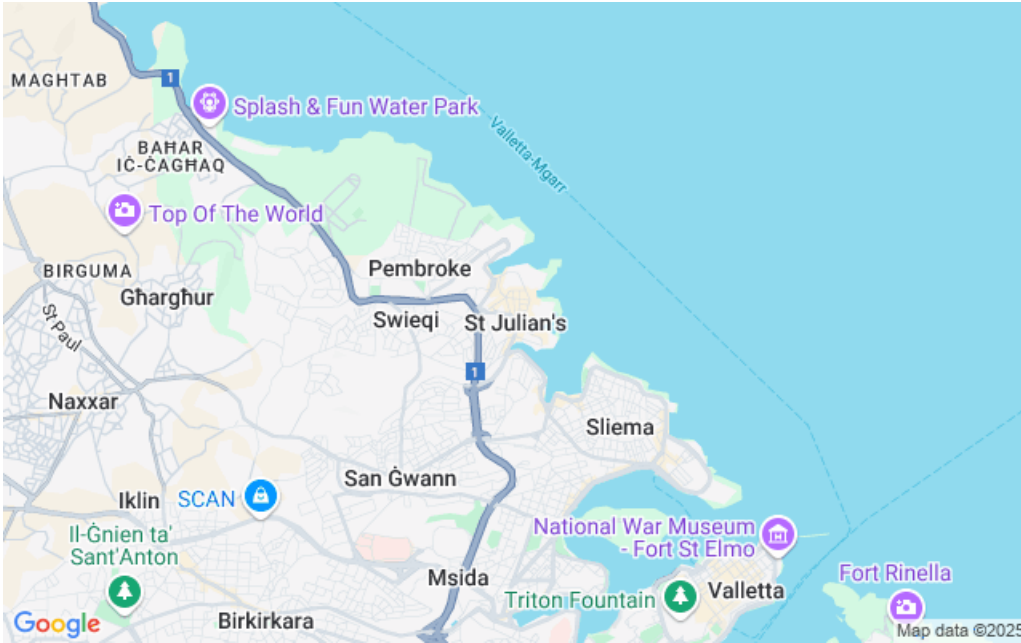 MAGHTAB
1
Splash & Fun Water Park
Valletta-Mgarr
BAĦAR
IĊ-ĊAGĦAQ
Top Of The World
BIRGUMA
Pembroke
Għargħur
St Paul
Swieqi
St Julian's
1
Naxxar
Sliema
San Ġwann
Iklin
SCAN
Il-Ġnien ta'
Sant'Anton
National War Museum
- Fort St Elmo
Msida
Fort Rinella
Valletta
Triton Fountain
Birkirkara
Google
Map data ©2025